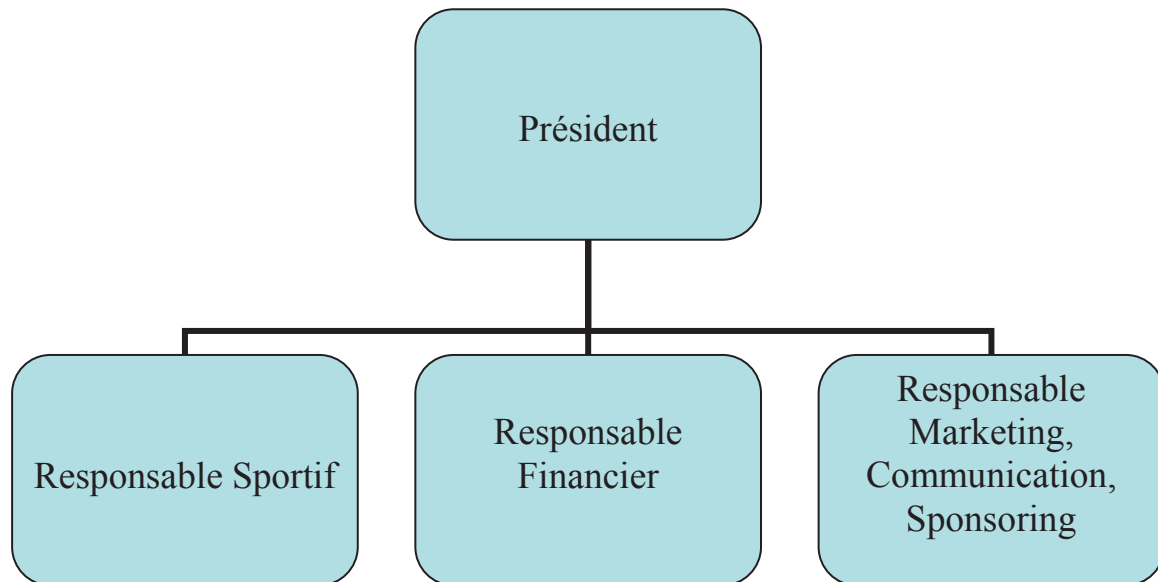 Président
Responsable Sportif
Responsable
Financier
Responsable
Marketing,
Communication,
Sponsoring